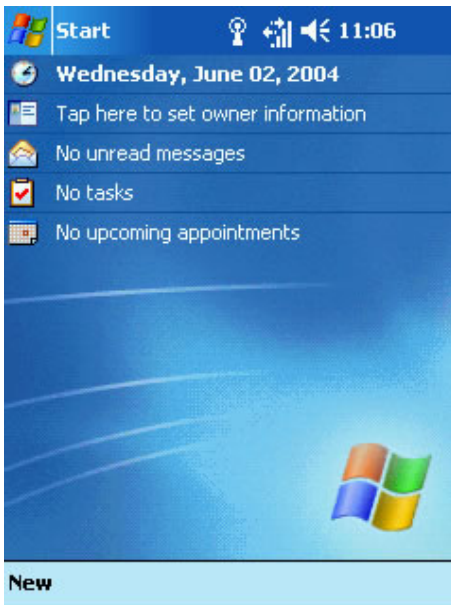 Start 11:06
Wednesday, June 02, 2004
Tap here to set owner information
No unread messages
No tasks
No upcoming appointments
New